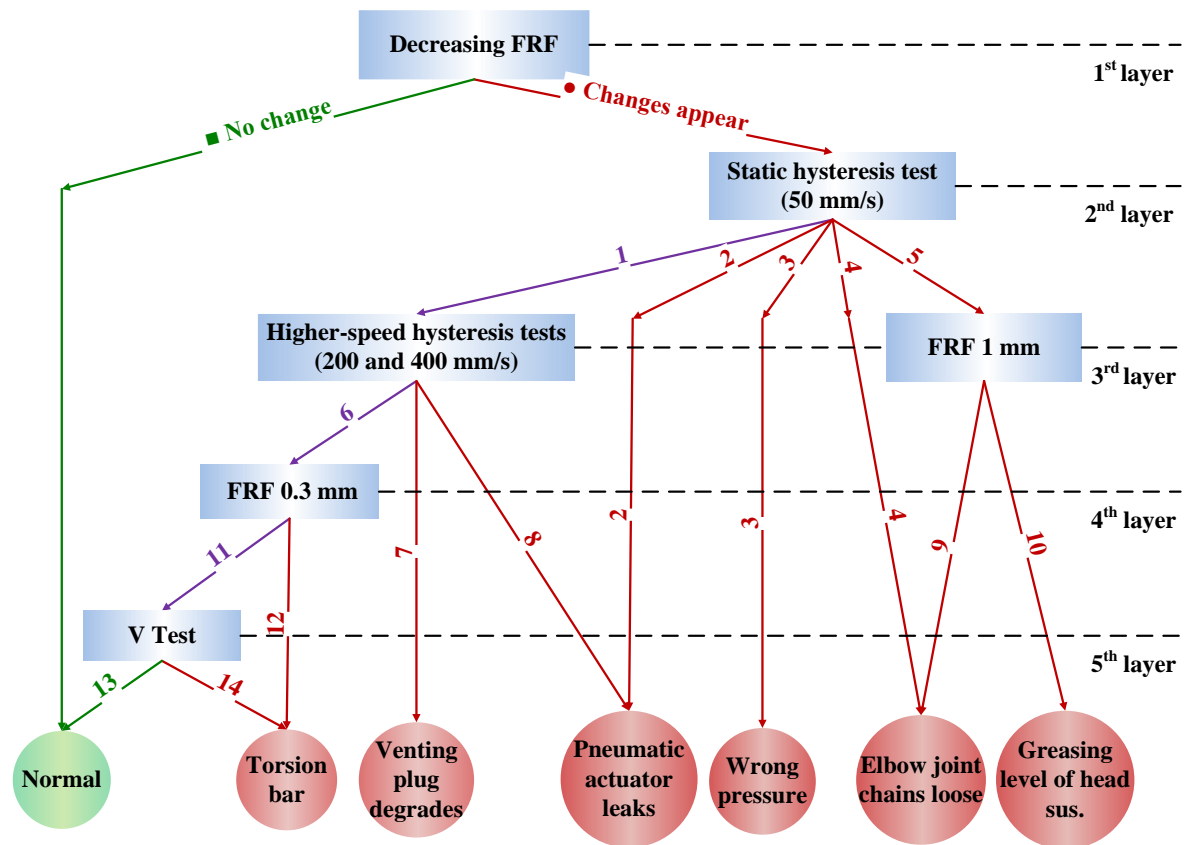 Decreasing FRF
1st layer
■ No change
● Changes appear
Static hysteresis test
(50 mm/s)
2nd layer
1
2
3
4
5
Higher-speed hysteresis tests
(200 and 400 mm/s)
FRF 1 mm
3rd layer
6
FRF 0.3 mm
4th layer
7
8
2
3
4
9
10
11
12
V Test
5th layer
13
14
Normal
Torsion
bar
Venting
plug
degrades
Pneumatic
actuator
leaks
Wrong
pressure
Elbow joint
chains loose
Greasing
level of head
sus.